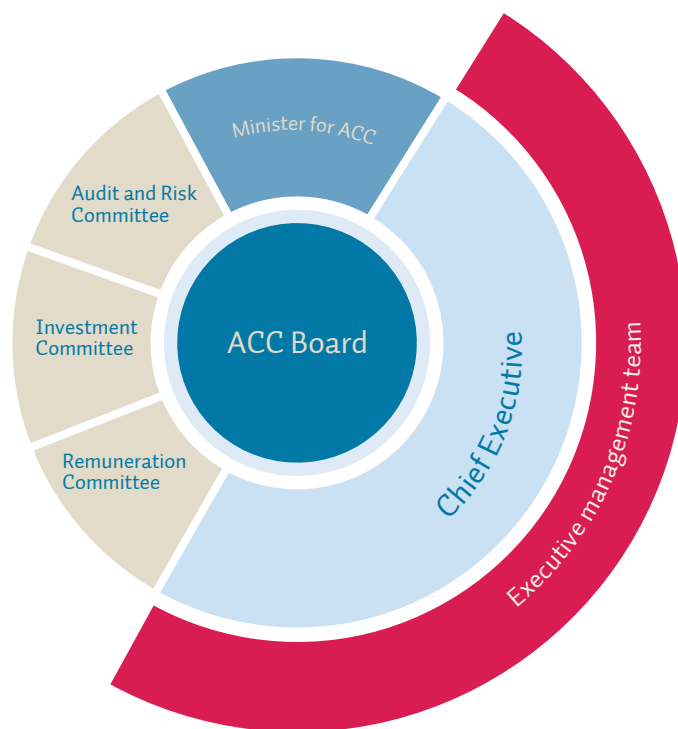 Minister for ACC
Audit and Risk
Committee
Investment
Committee
ACC Board
Remuneration
Committee
Chief Executive
Executive management team